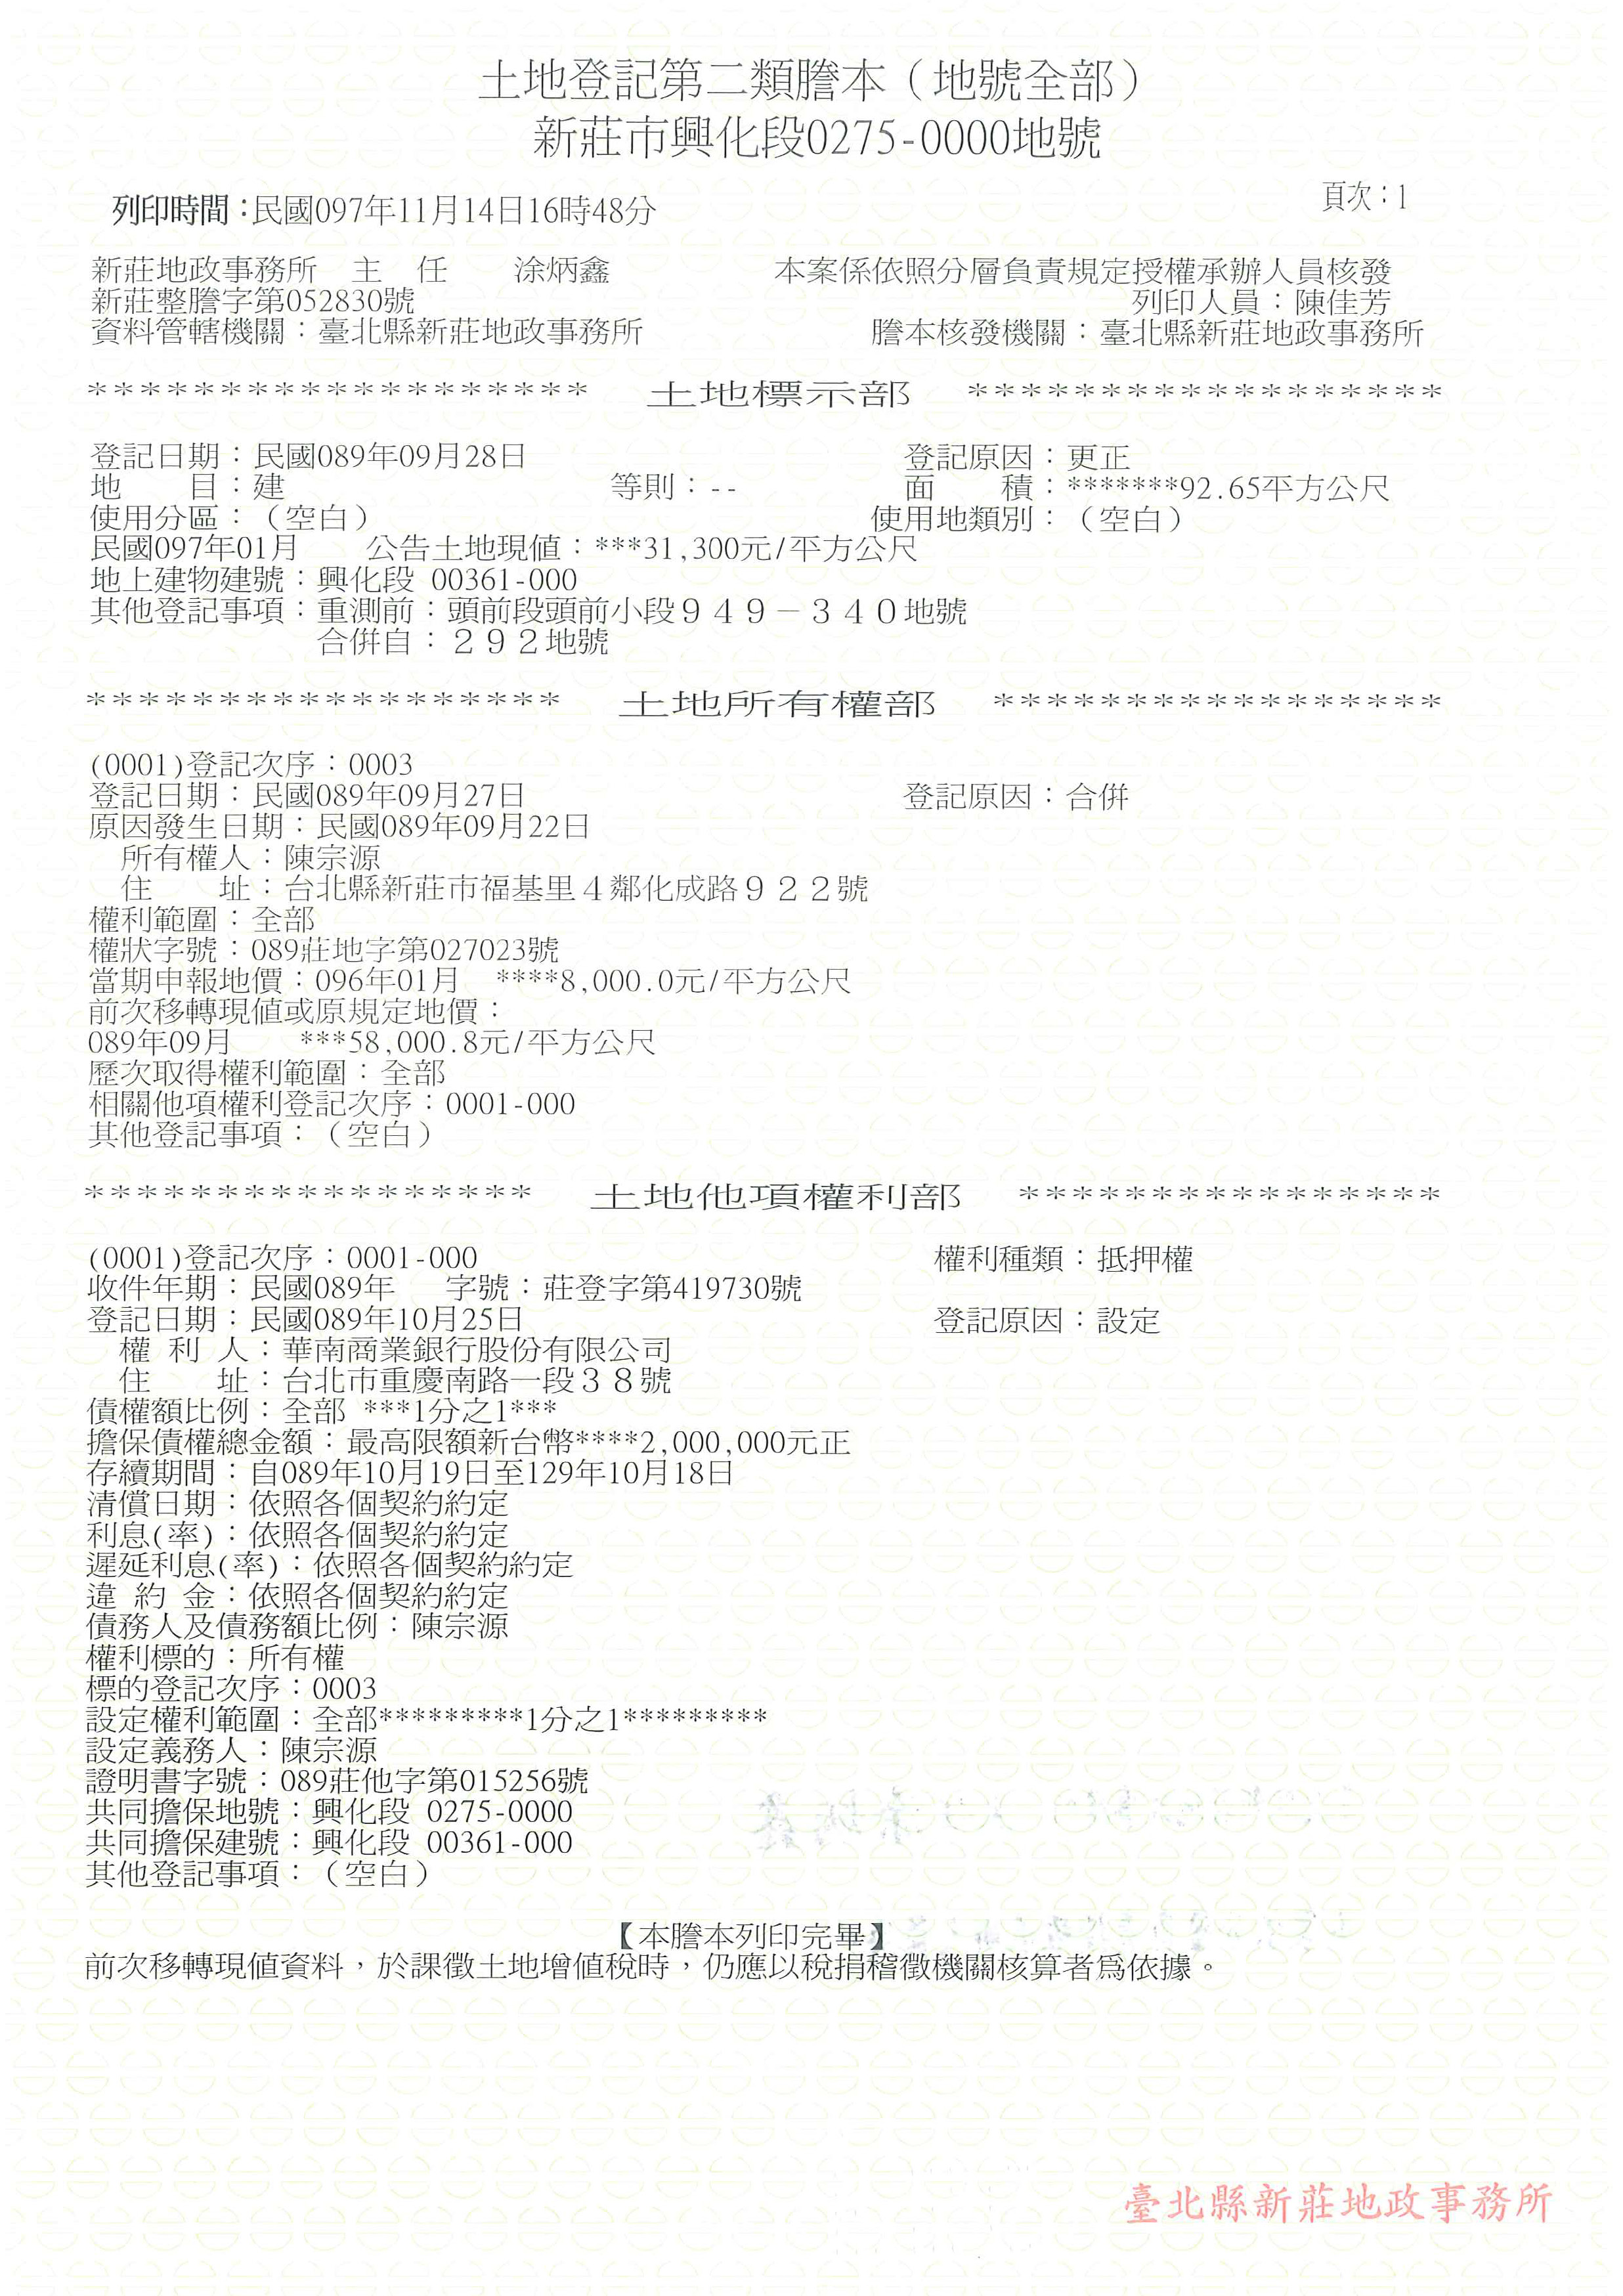 土地登記第二類謄本（地號全部）
新莊市興化段0275-0000地號
列印時間：民國097年11月14日16時48分
頁次：1
新莊地政事務所 主 任 涂炳鑫 本案係依照分層負責規定授權承辦人員核發
新莊整謄字第052830號 列印人員：陳佳芳
資料管轄機關：臺北縣新莊地政事務所 謄本核發機關：臺北縣新莊地政事務所
******************* 土地標示部 ******************
登記日期：民國089年09月28日 登記原因：更正
地 目：建 等則：-- 面 積：*******92.65平方公尺
使用分區：（空白） 使用地類別：（空白）
民國097年01月 公告土地現值：***31,300元/平方公尺
地上建物建號：興化段 00361-000
其他登記事項：重測前：頭前段頭前小段９４９－３４０地號
合併自：２９２地號
****************** 土地所有權部 *****************
(0001)登記次序：0003
登記日期：民國089年09月27日 登記原因：合併
原因發生日期：民國089年09月22日
所有權人：陳宗源
住 址：台北縣新莊市福基里４鄰化成路９２２號
權利範圍：全部
權狀字號：089莊地字第027023號
當期申報地價：096年01月 ****8,000.0元/平方公尺
前次移轉現值或原規定地價：
089年09月 ***58,000.8元/平方公尺
歷次取得權利範圍：全部
相關他項權利登記次序：0001-000
其他登記事項：（空白）
***************** 土地他項權利部 ****************
(0001)登記次序：0001-000 權利種類：抵押權
收件年期：民國089年 字號：莊登字第419730號
登記日期：民國089年10月25日 登記原因：設定
權 利 人：華南商業銀行股份有限公司
住 址：台北市重慶南路一段３８號
債權額比例：全部 ***1分之1***
擔保債權總金額：最高限額新台幣****2,000,000元正
存續期間：自089年10月19日至129年10月18日
清償日期：依照各個契約約定
利息(率)：依照各個契約約定
遲延利息(率)：依照各個契約約定
違 約 金：依照各個契約約定
債務人及債務額比例：陳宗源
權利標的：所有權
標的登記次序：0003
設定權利範圍：全部*********1分之1*********
設定義務人：陳宗源
證明書字號：089莊他字第015256號
共同擔保地號：興化段 0275-0000
共同擔保建號：興化段 00361-000
其他登記事項：（空白）
【本謄本列印完畢】
前次移轉現值資料，於課徵土地增值稅時，仍應以稅捐稽徵機關核算者為依據。
臺北縣新莊地政事務所